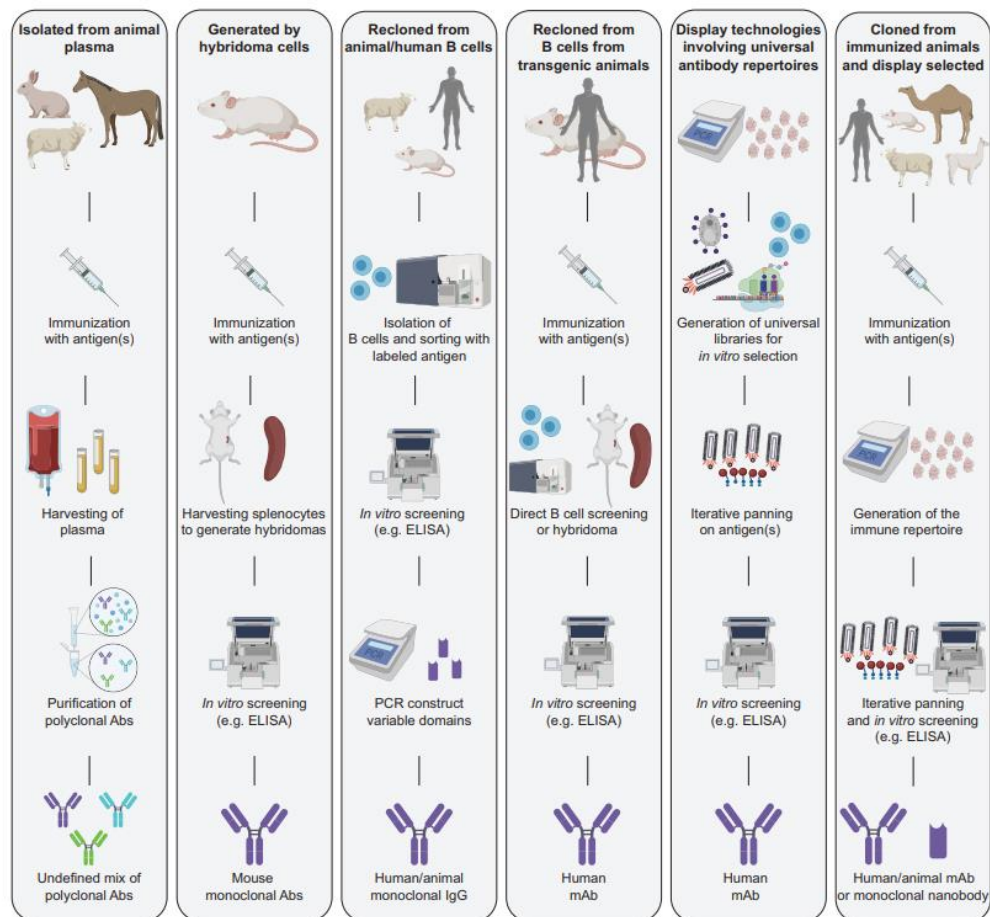 Isolated from animal
plasma
Immunization
with antigen(s)
Harvesting of
plasma
Purification of
polyclonal Abs
Undefined mix of
polyclonal Abs
Generated by
hybridoma cells
Immunization
with antigen(s)
Harvesting splenocytes
to generate hybridomas
In vitro screening
(e.g. ELISA)
Mouse
monoclonal Abs
Recloned from
animal/human B cells
Isolation of
B cells and sorting with
labeled antigen
In vitro screening
(e.g. ELISA)
PCR
PCR construct
variable domains
Human/animal
monoclonal IgG
Recloned from
B cells from
transgenic animals
Immunization
with antigen(s)
Direct B cell screening
or hybridoma
In vitro screening
(e.g. ELISA)
Human
mAb
Display technologies
involving universal
antibody repertoires
PCR
Generation of universal
libraries for
in vitro selection
Iterative panning
on antigen(s)
In vitro screening
(e.g. ELISA)
Human
mAb
Cloned from
immunized animals
and display selected
Immunization
with antigen(s)
PCR
Generation of the
immune repertoire
Iterative panning
and in vitro screening
(e.g. ELISA)
Human/animal mAb
or monoclonal nanobody